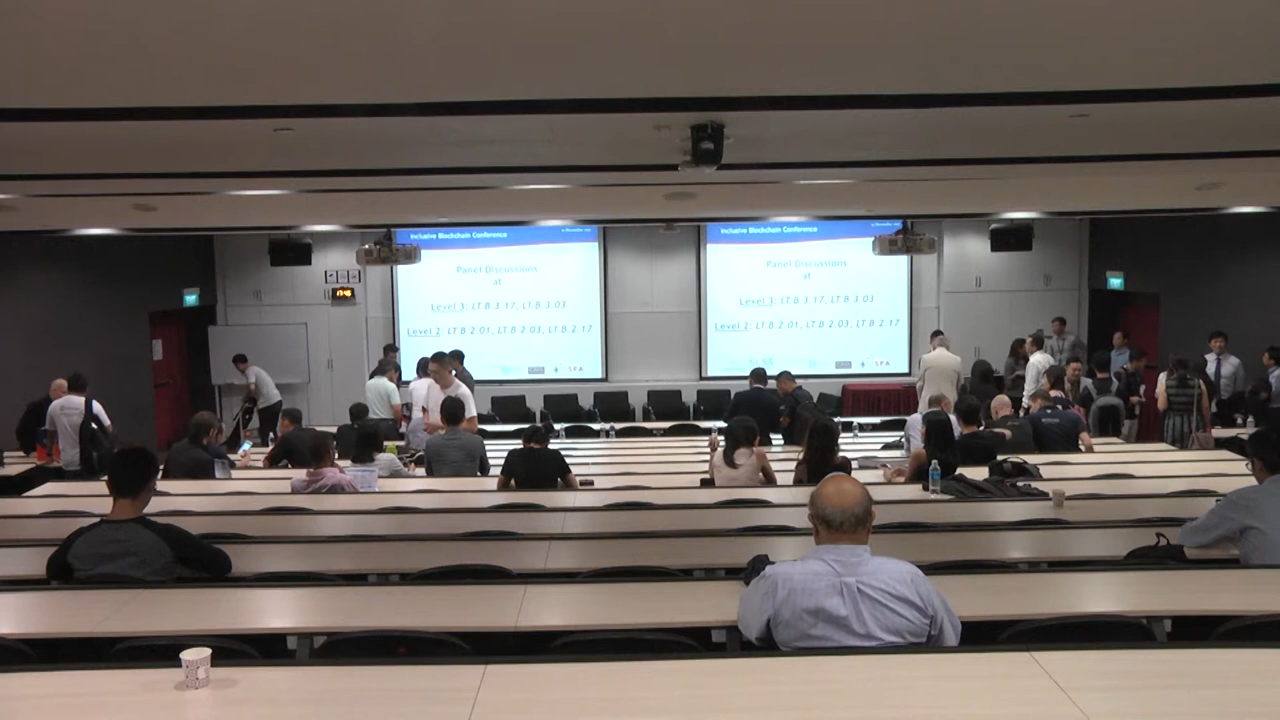 Inclusive Blockchain Conference
Panel Discussions
at
Level 3: LT B.3.17, LT B.3.03
Level 2: LT B.2.01, LT B.2.03, LT B.2.17
Inclusive Blockchain Conference
Panel Discussions
at
Level 3: LT B.3.17, LT B.3.03
Level 2: LT B.2.01, LT B.2.03, LT B.2.17